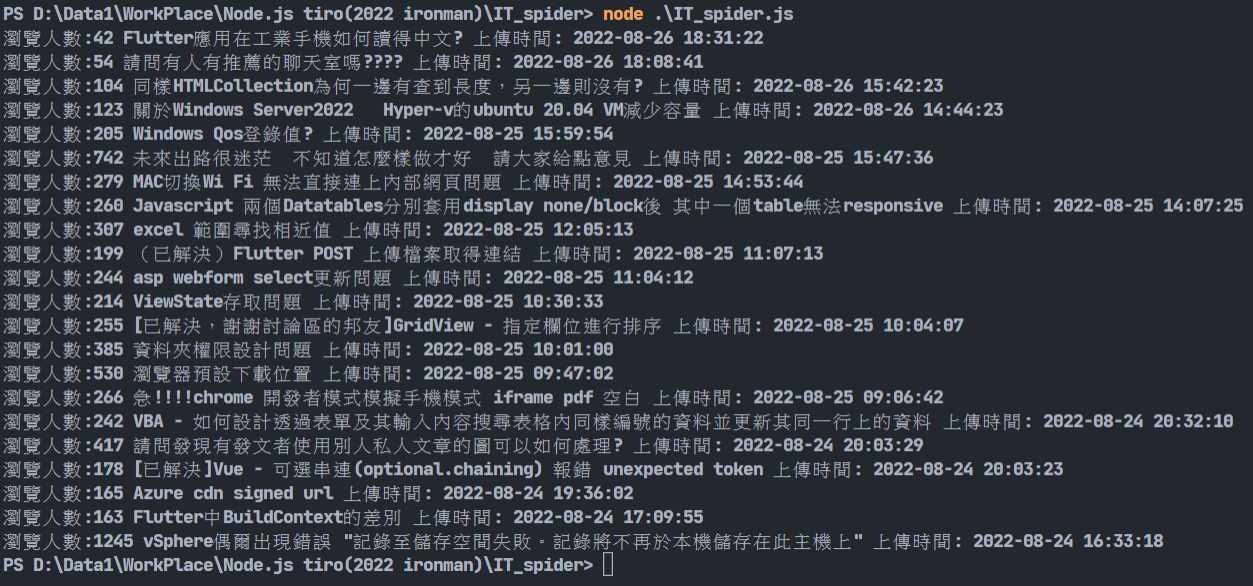 PS D:\Data1\WorkPlace\Node.js tiro(2022 ironman)\IT_spider> node .\IT_spider.js
瀏覽人數:42 Flutter應用在工業手機如何讀得中文? 上傳時間: 2022-08-26 18:31:22
瀏覽人數:54 請問有人有推薦的聊天室嗎???? 上傳時間: 2022-08-26 18:08:41
瀏覽人數:104 同樣HTMLCollection為何一邊有查到長度，另一邊則沒有? 上傳時間: 2022-08-26 15:42:23
瀏覽人數:123 關於Windows Server2022   Hyper-v的ubuntu 20.04 VM減少容量 上傳時間: 2022-08-26 14:44:23
瀏覽人數:205 Windows Qos登錄值? 上傳時間: 2022-08-25 15:59:54
瀏覽人數:742 未來出路很迷茫  不知道怎麼樣做才好  請大家給點意見 上傳時間: 2022-08-25 15:47:36
瀏覽人數:279 MAC切換Wi Fi 無法直接連上內部網頁問題 上傳時間: 2022-08-25 14:53:44
瀏覽人數:260 Javascript 兩個Datatables分別套用display none/block後 其中一個table無法responsive 上傳時間: 2022-08-25 14:07:25
瀏覽人數:307 excel 範圍尋找相近值 上傳時間: 2022-08-25 12:05:13
瀏覽人數:199 （已解決）Flutter POST 上傳檔案取得連結 上傳時間: 2022-08-25 11:07:13
瀏覽人數:244 asp webform select更新問題 上傳時間: 2022-08-25 11:04:12
瀏覽人數:214 ViewState存取問題 上傳時間: 2022-08-25 10:30:33
瀏覽人數:255 [已解決，謝謝討論區的邦友]GridView - 指定欄位進行排序 上傳時間: 2022-08-25 10:04:07
瀏覽人數:385 資料夾權限設計問題 上傳時間: 2022-08-25 10:01:00
瀏覽人數:530 瀏覽器預設下載位置 上傳時間: 2022-08-25 09:47:02
瀏覽人數:266 急!!!!chrome 開發者模式模擬手機模式 iframe pdf 空白 上傳時間: 2022-08-25 09:06:42
瀏覽人數:242 VBA - 如何設計透過表單及其輸入內容搜尋表格內同樣編號的資料並更新其同一行上的資料 上傳時間: 2022-08-24 20:32:10
瀏覽人數:417 請問發現有發文者使用別人私人文章的圖可以如何處理? 上傳時間: 2022-08-24 20:03:29
瀏覽人數:178 [已解決]Vue - 可選串連(optional.chaining) 報錯 unexpected token 上傳時間: 2022-08-24 20:03:23
瀏覽人數:165 Azure cdn signed url 上傳時間: 2022-08-24 19:36:02
瀏覽人數:163 Flutter中BuildContext的差別 上傳時間: 2022-08-24 17:09:55
瀏覽人數:1245 vSphere偶爾出現錯誤 "記錄至儲存空間失敗。記錄將不再於本機儲存在此主機上" 上傳時間: 2022-08-24 16:33:18
PS D:\Data1\WorkPlace\Node.js tiro(2022 ironman)\IT_spider>